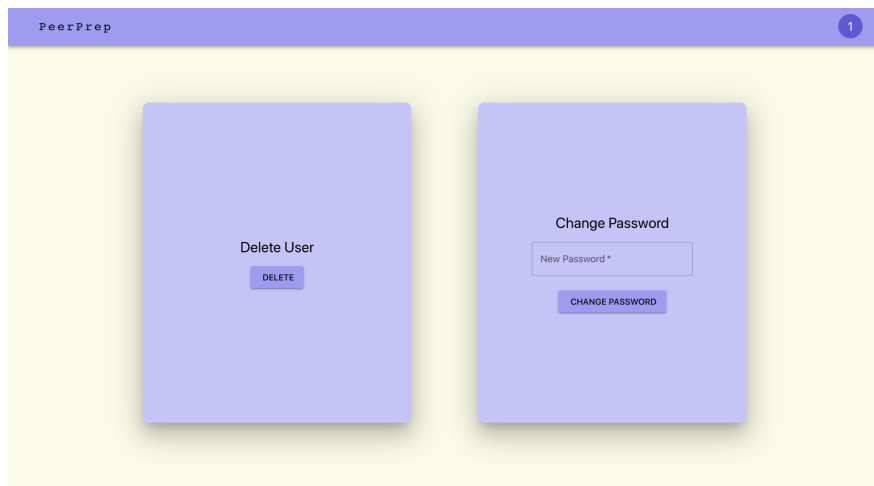 PeerPrep
1
Delete User
DELETE
Change Password
New Password *
CHANGE PASSWORD